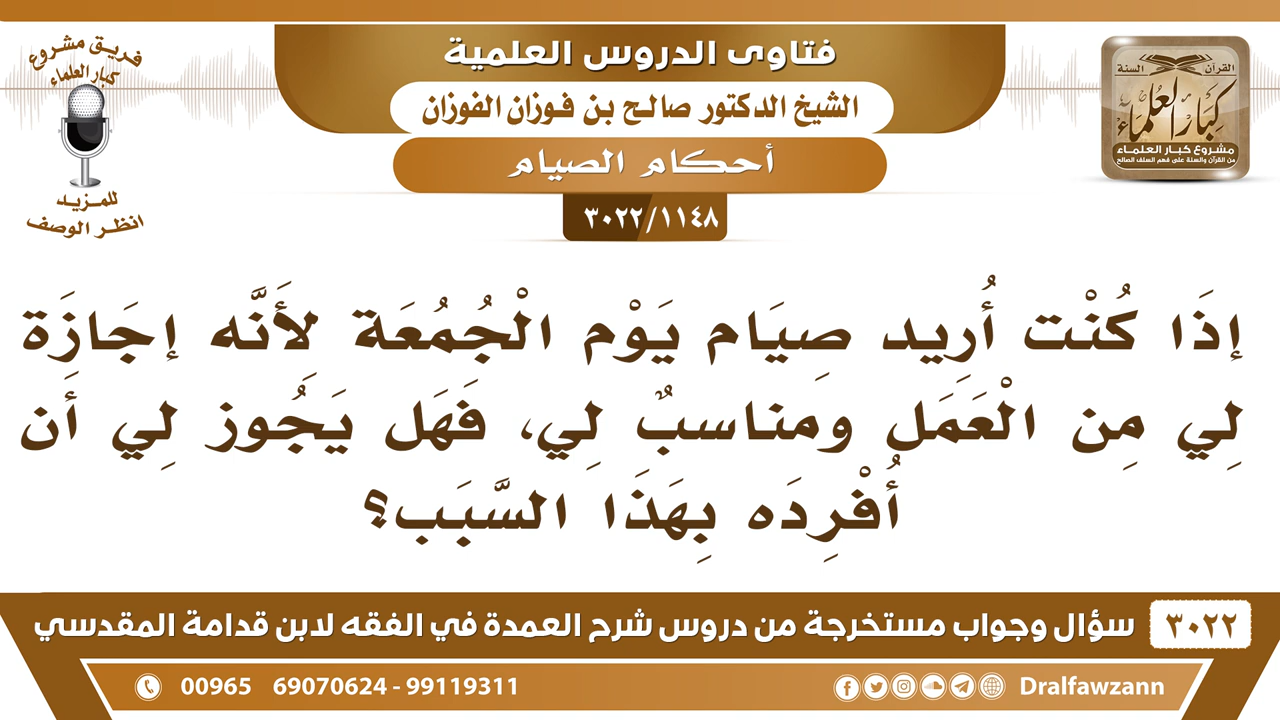 فريق مشروع
كبار العلماء
للمزيد
انظر الوصف
فتاوى الدروس العلمية
الشيخ الدكتور صالح بن فوزان الفوزان
أحكام الصيام
٣٠٢٢/١١٤٨
القرآن السنة
كبار العلماء
مشروع كبار العلماء
من القرآن والسنة على فهم السلف الصالح
إِذَا كُنْت أُرِيد صِيَام يَوْم الْجُمُعَة لأَنَّه إجَازَة
لِي مِن الْعَمَل ومناسبٌ لِي، فَهَل يَجُوز لِي أَن
أُفْرِدَه بِهَذَا السَّبَب؟
سؤال وجواب مستخرجة من دروس شرح العمدة في الفقه لابن قدامة المقدسي
٣٠٢٢
00965 69070624 - 99119311
Dralfawzann